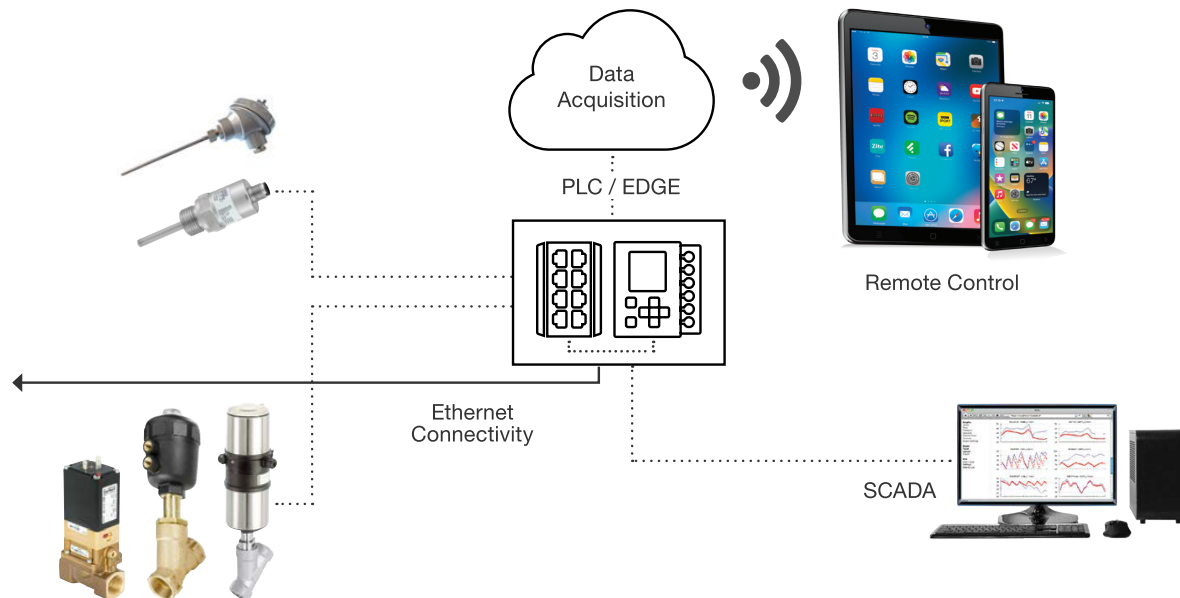 Data
Acquisition
PLC / EDGE
Remote Control
Ethernet
Connectivity
SCADA